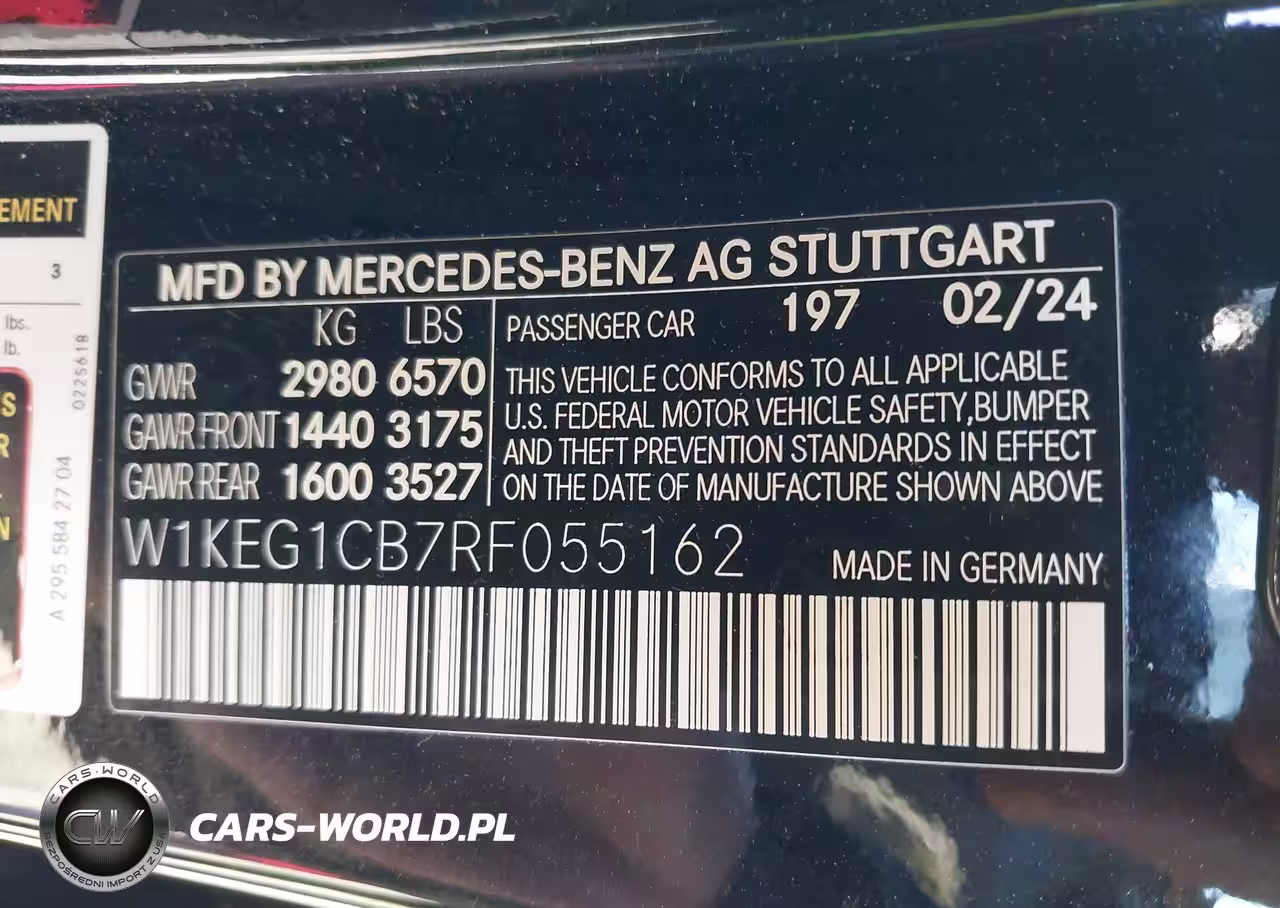 EMENT
3
lbs.
lb.
S
R
N
0225618
A 295 584 27 04
MFD BY MERCEDES-BENZ AG STUTTGART
KG LBS
GVWR 2980 6570
GAWR FRONT 1440 3175
GAWR REAR 1600 3527
PASSENGER CAR 197 02/24
THIS VEHICLE CONFORMS TO ALL APPLICABLE
U.S. FEDERAL MOTOR VEHICLE SAFETY,BUMPER
AND THEFT PREVENTION STANDARDS IN EFFECT
ON THE DATE OF MANUFACTURE SHOWN ABOVE
W1KEG1CB7RF055162
MADE IN GERMANY
CARS-WORLD
CW
BEZPOŚREDNI IMPORT Z USA
CARS-WORLD.PL